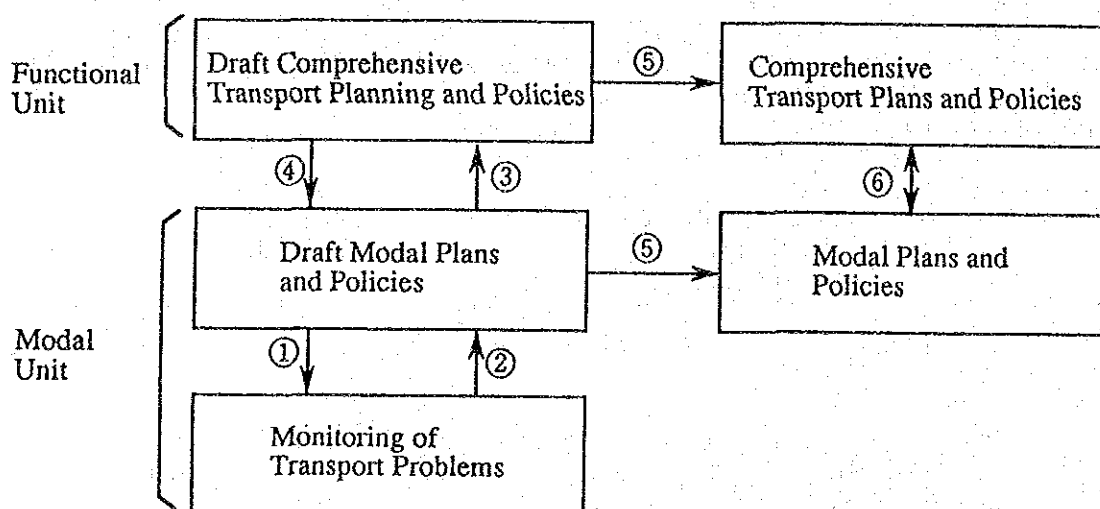 Functional
Unit
Draft Comprehensive
Transport Planning and Policies
⑤
Comprehensive
Transport Plans and Policies
④
③
⑥
Modal
Unit
Draft Modal Plans
and Policies
⑤
Modal Plans and
Policies
①
②
Monitoring of
Transport Problems